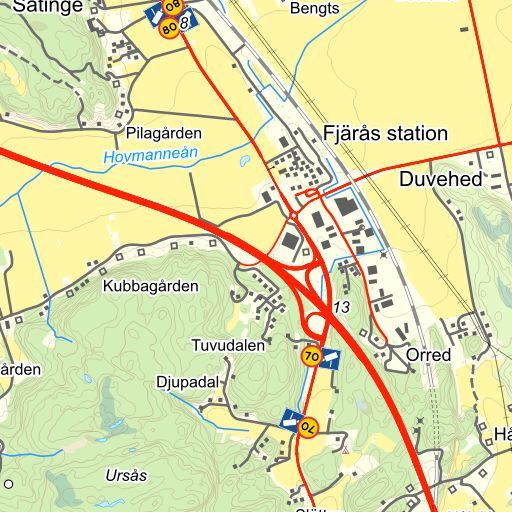 Sätinge
Bengts
80
80
8
Pilagården
Fjärås station
Hovmanneån
Duvehed
Kubbagården
13
Tuvudalen
70
Orred
ården
Djupadal
70
Hå
Ursås